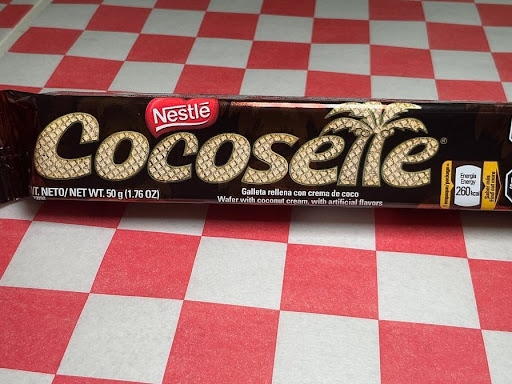 Nestlé
Cocosette®
T. NETO/ NET WT. 50 g (1.76 OZ)
Galleta rellena con crema de coco
Wafer with coconut cream, with artificial flavors
Energía
Energy
260 kcal